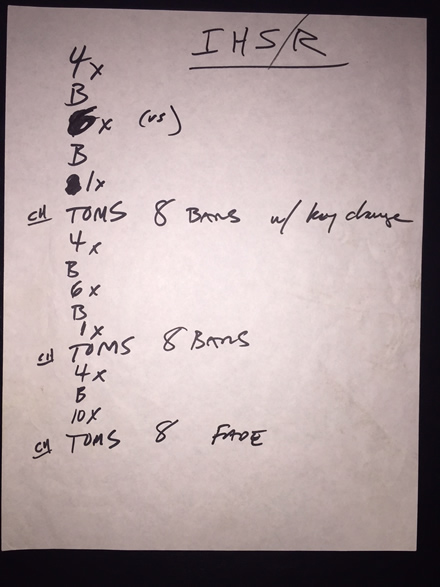 IHS/R
4x
B
6x (vs)
B
1x
CH TOMS 8 BARS w/ key change
4x
B
6x
B
1x
CH TOMS 8 BARS
4x
B
10x
CH TOMS 8 FADE